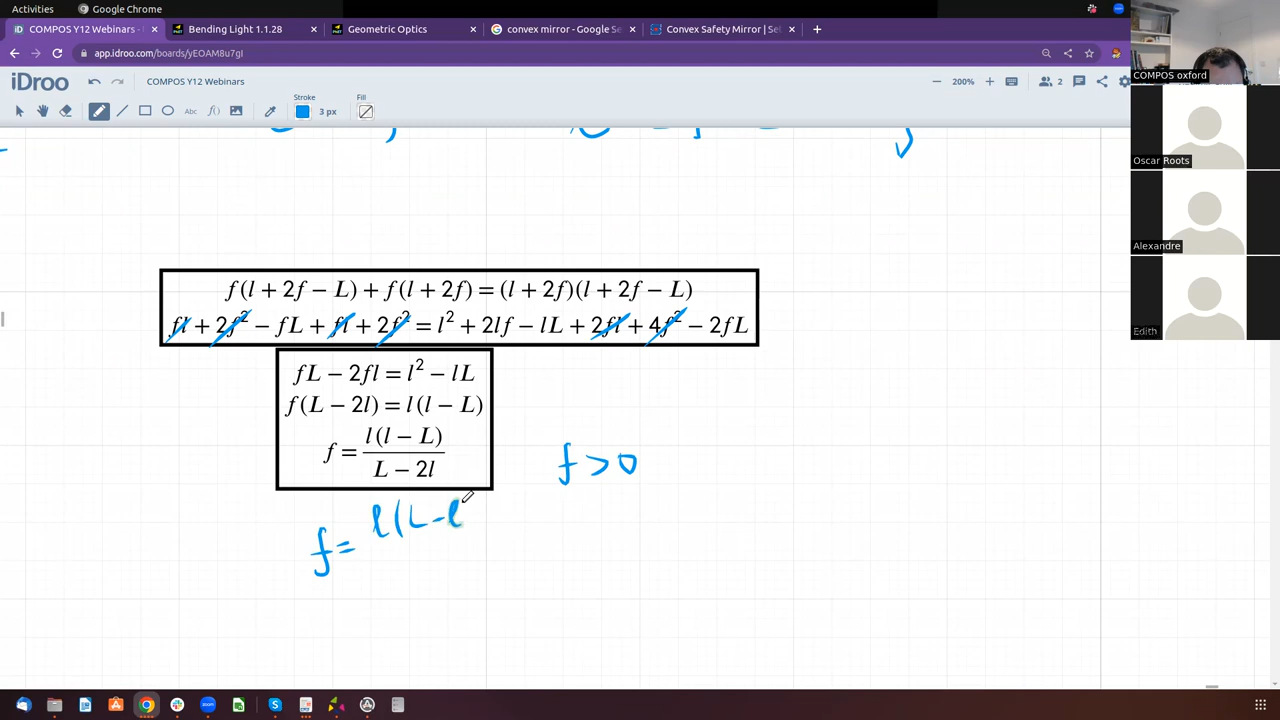 Activities Google Chrome
COMPOS Y12 Webinars × Bending Light 1.1.28 × Geometric Optics × convex mirror - Google Se × Convex Safety Mirror | Sel ×
app.idroo.com/boards/yEOAM8u7gI
iDroo COMPOS Y12 Webinars 200% 2
Stroke Fill
Abc f() 3 px
COMPOS oxford
Oscar Roots
Alexandre
Edith
f(l + 2f − L) + f(l + 2f) = (l + 2f)(l + 2f − L)
fl + 2f² − fL + fl + 2f² = l² + 2lf − lL + 2fl + 4f² − 2fL
fL − 2fl = l² − lL
f(L − 2l) = l(l − L)
f = l(l − L) / L − 2l
f > 0
f = l(L − l